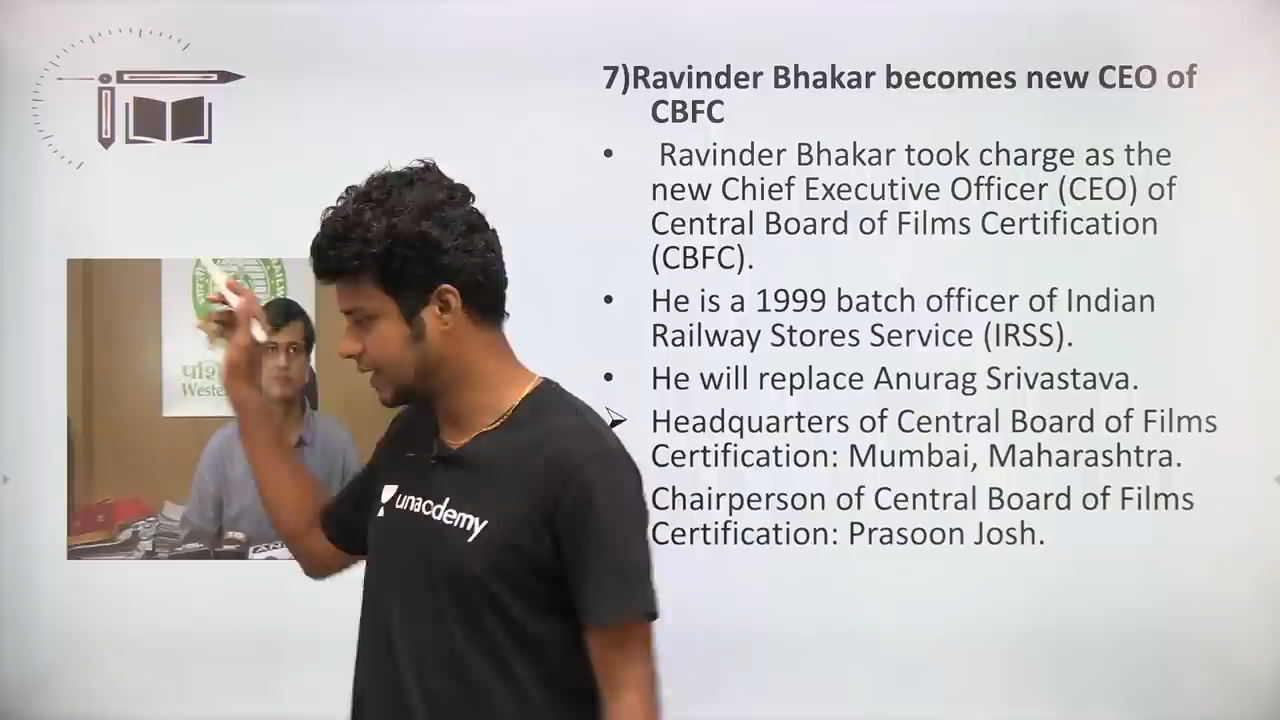 7)Ravinder Bhakar becomes new CEO of
CBFC
• Ravinder Bhakar took charge as the
new Chief Executive Officer (CEO) of
Central Board of Films Certification
(CBFC).
• He is a 1999 batch officer of Indian
Railway Stores Service (IRSS).
• He will replace Anurag Srivastava.
➢ Headquarters of Central Board of Films
Certification: Mumbai, Maharashtra.
Chairperson of Central Board of Films
Certification: Prasoon Josh.
unacademy